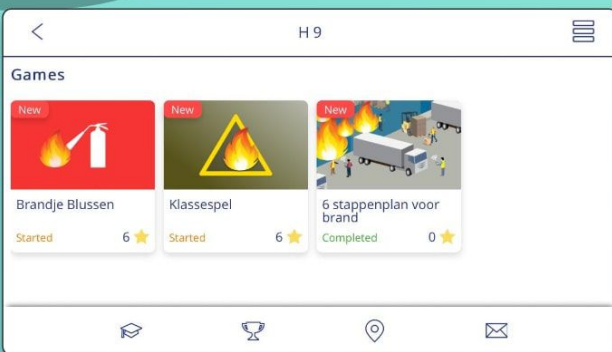 H 9
Games
New
New
New
Brandje Blussen
Klassespel
6 stappenplan voor
brand
Started
6
Started
6
Completed
0